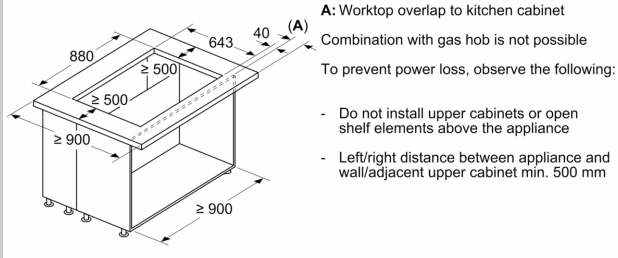 A: Worktop overlap to kitchen cabinet
Combination with gas hob is not possible
To prevent power loss, observe the following:
- Do not install upper cabinets or open
shelf elements above the appliance
- Left/right distance between appliance and
wall/adjacent upper cabinet min. 500 mm
40
(A)
643
880
≥ 500
≥ 500
≥ 900
≥ 900